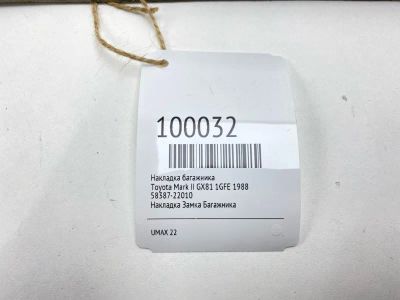 100032
Накладка багажника
Toyota Mark II GX81 1GFE 1988
58387-22010
Накладка Замка Багажника
UMAX 22